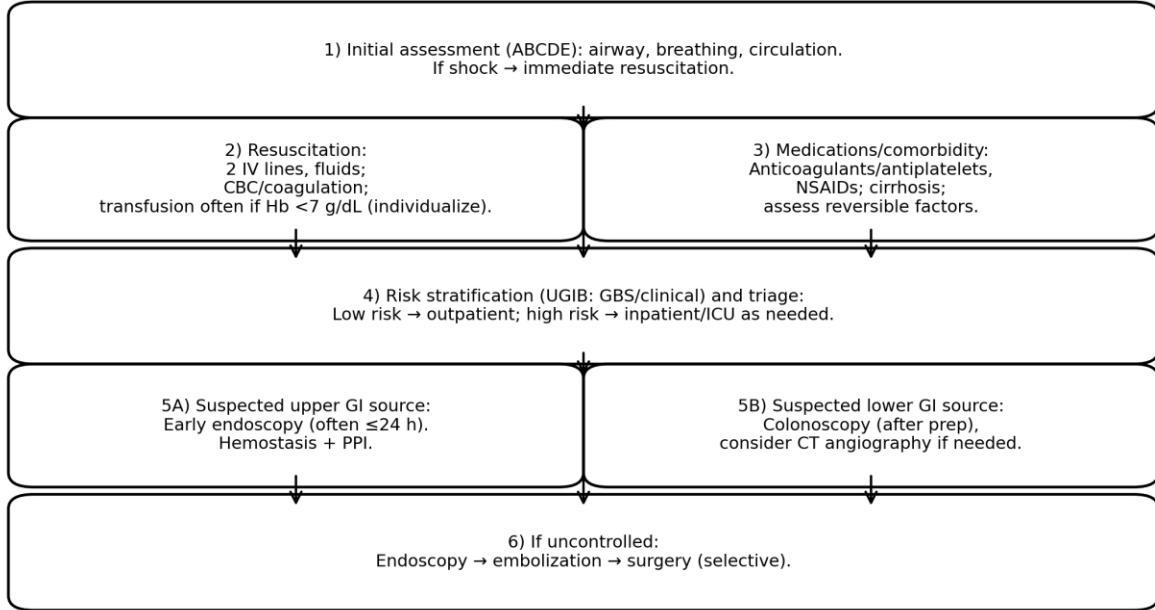 1) Initial assessment (ABCDE): airway, breathing, circulation.
If shock → immediate resuscitation.
2) Resuscitation:
2 IV lines, fluids;
CBC/coagulation;
transfusion often if Hb <7 g/dL (individualize).
3) Medications/comorbidity:
Anticoagulants/antiplatelets,
NSAIDs; cirrhosis;
assess reversible factors.
4) Risk stratification (UGIB: GBS/clinical) and triage:
Low risk → outpatient; high risk → inpatient/ICU as needed.
5A) Suspected upper GI source:
Early endoscopy (often ≤24 h).
Hemostasis + PPI.
5B) Suspected lower GI source:
Colonoscopy (after prep),
consider CT angiography if needed.
6) If uncontrolled:
Endoscopy → embolization → surgery (selective).